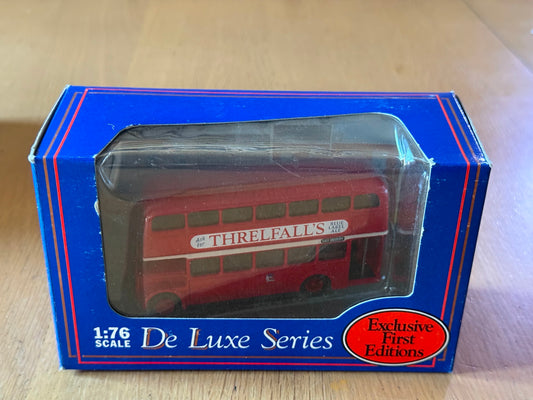 Ask
for
THRELFALL'S
BLUE
LABEL
ALE
1:76
SCALE
De Luxe Series
Exclusive
First
Editions